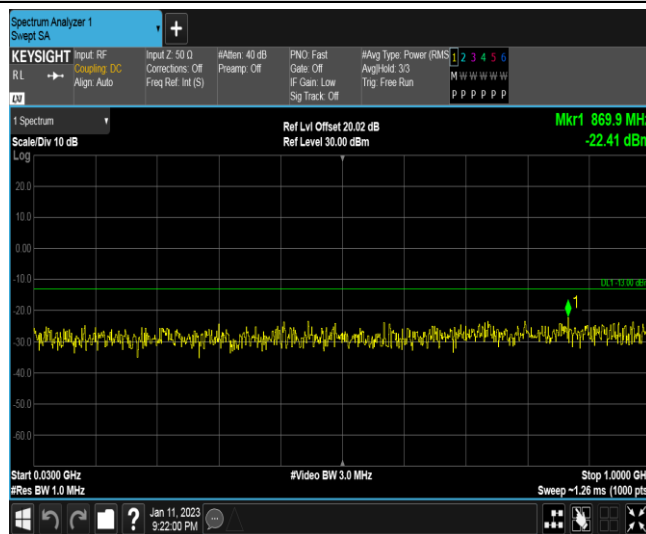 Spectrum Analyzer 1
Swept SA
+
KEYSIGHT
RL
Input: RF
Coupling: DC
Align: Auto
Input Z: 50 Ω
Corrections: Off
Freq Ref: Int (S)
#Atten: 40 dB
Preamp: Off
PNO: Fast
Gate: Off
IF Gain: Low
Sig Track: Off
#Avg Type: Power (RMS
Avg|Hold: 3/3
Trig: Free Run
1 2 3 4 5 6
M W W W W W
P P P P P P
LXI
1 Spectrum
Scale/Div 10 dB
Log
Ref Lvl Offset 20.02 dB
Ref Level 30.00 dBm
Mkr1 869.9 MHz
-22.41 dBm
20.0
10.0
0.00
-10.0
-20.0
-30.0
-40.0
-50.0
-60.0
DL1 -13.00 dBm
1
Start 0.0300 GHz
#Res BW 1.0 MHz
#Video BW 3.0 MHz
Stop 1.0000 GH
Sweep ~1.26 ms (1000 pts
?
Jan 11, 2023
9:22:00 PM